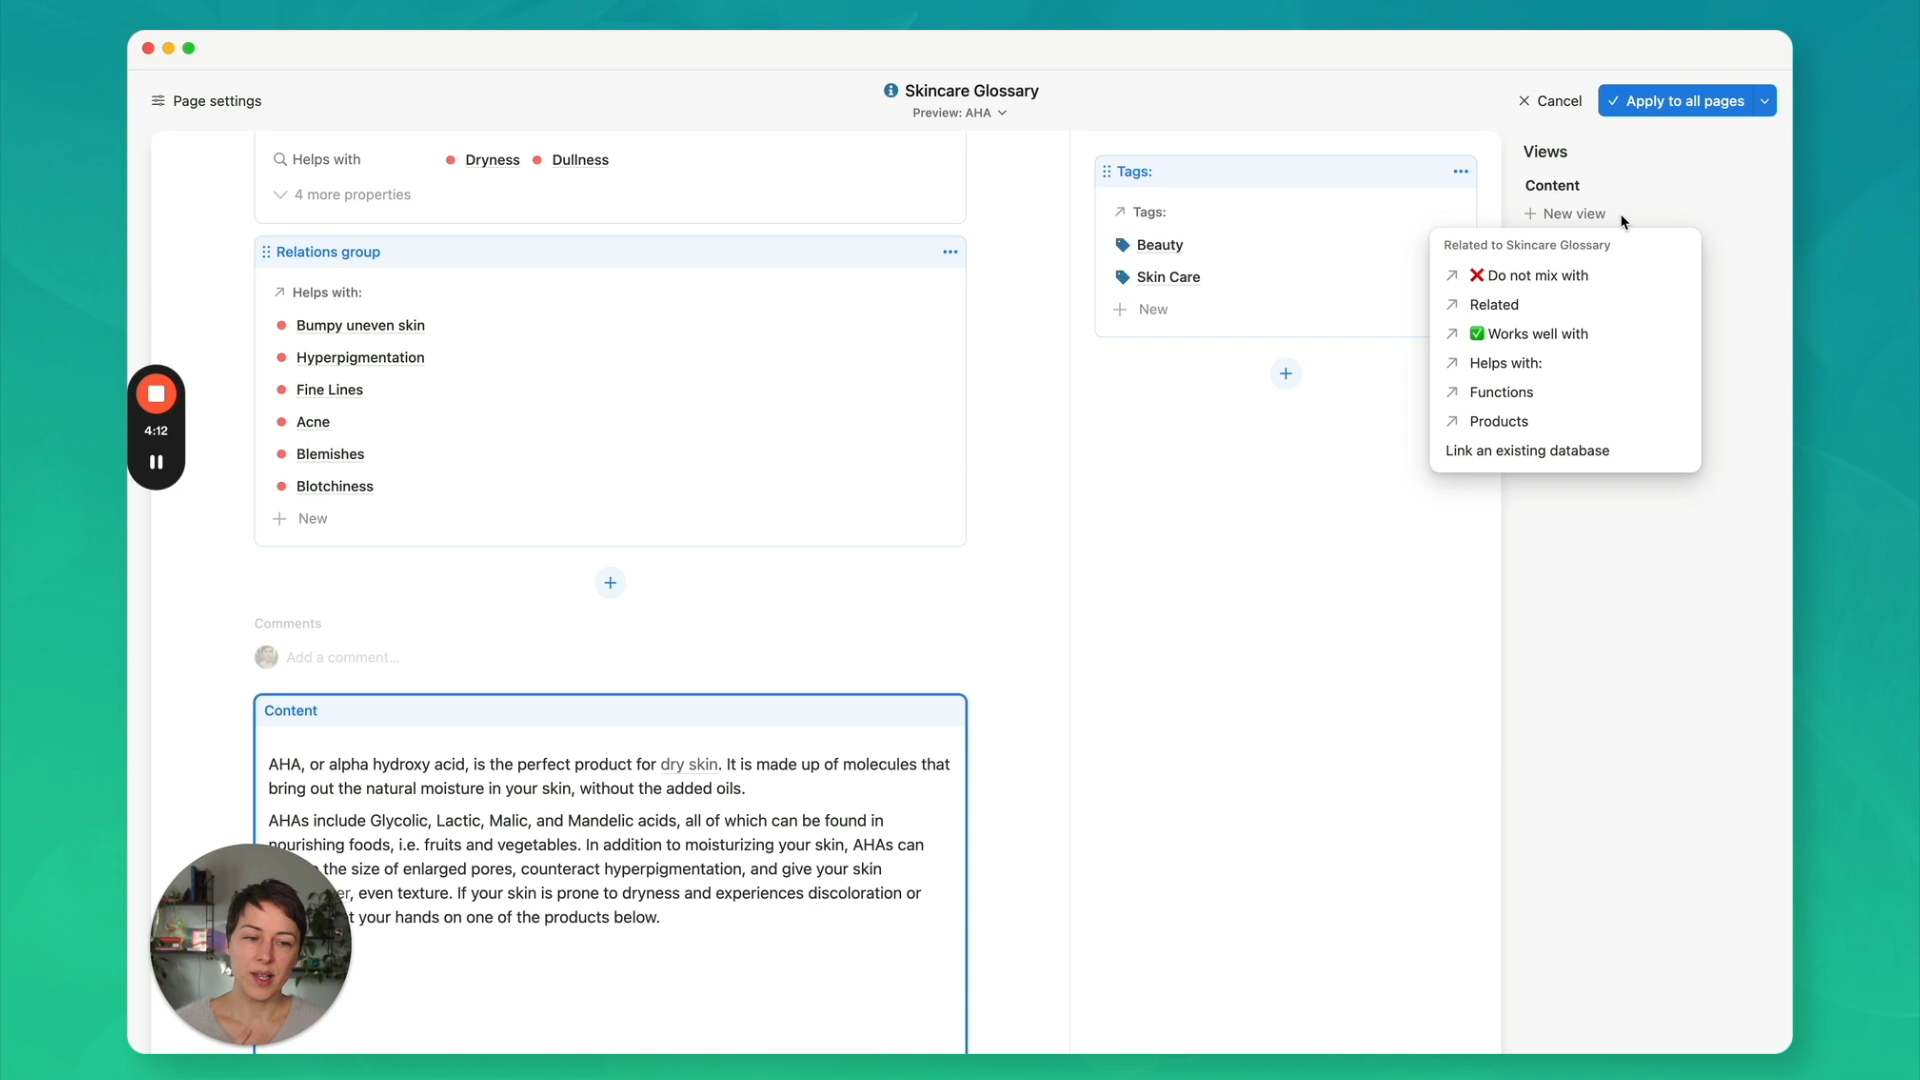 Page settings
Skincare Glossary
Preview: AHA
Cancel
Apply to all pages
Helps with
Dryness
Dullness
4 more properties
Relations group
Helps with:
Bumpy uneven skin
Hyperpigmentation
Fine Lines
Acne
Blemishes
Blotchiness
New
Comments
Add a comment...
Content
AHA, or alpha hydroxy acid, is the perfect product for dry skin. It is made up of molecules that
bring out the natural moisture in your skin, without the added oils.
AHAs include Glycolic, Lactic, Malic, and Mandelic acids, all of which can be found in
nourishing foods, i.e. fruits and vegetables. In addition to moisturizing your skin, AHAs can
the size of enlarged pores, counteract hyperpigmentation, and give your skin
even texture. If your skin is prone to dryness and experiences discoloration or
your hands on one of the products below.
Tags:
Tags:
Beauty
Skin Care
New
Views
Content
New view
Related to Skincare Glossary
❌ Do not mix with
Related
✅ Works well with
Helps with:
Functions
Products
Link an existing database
4:12